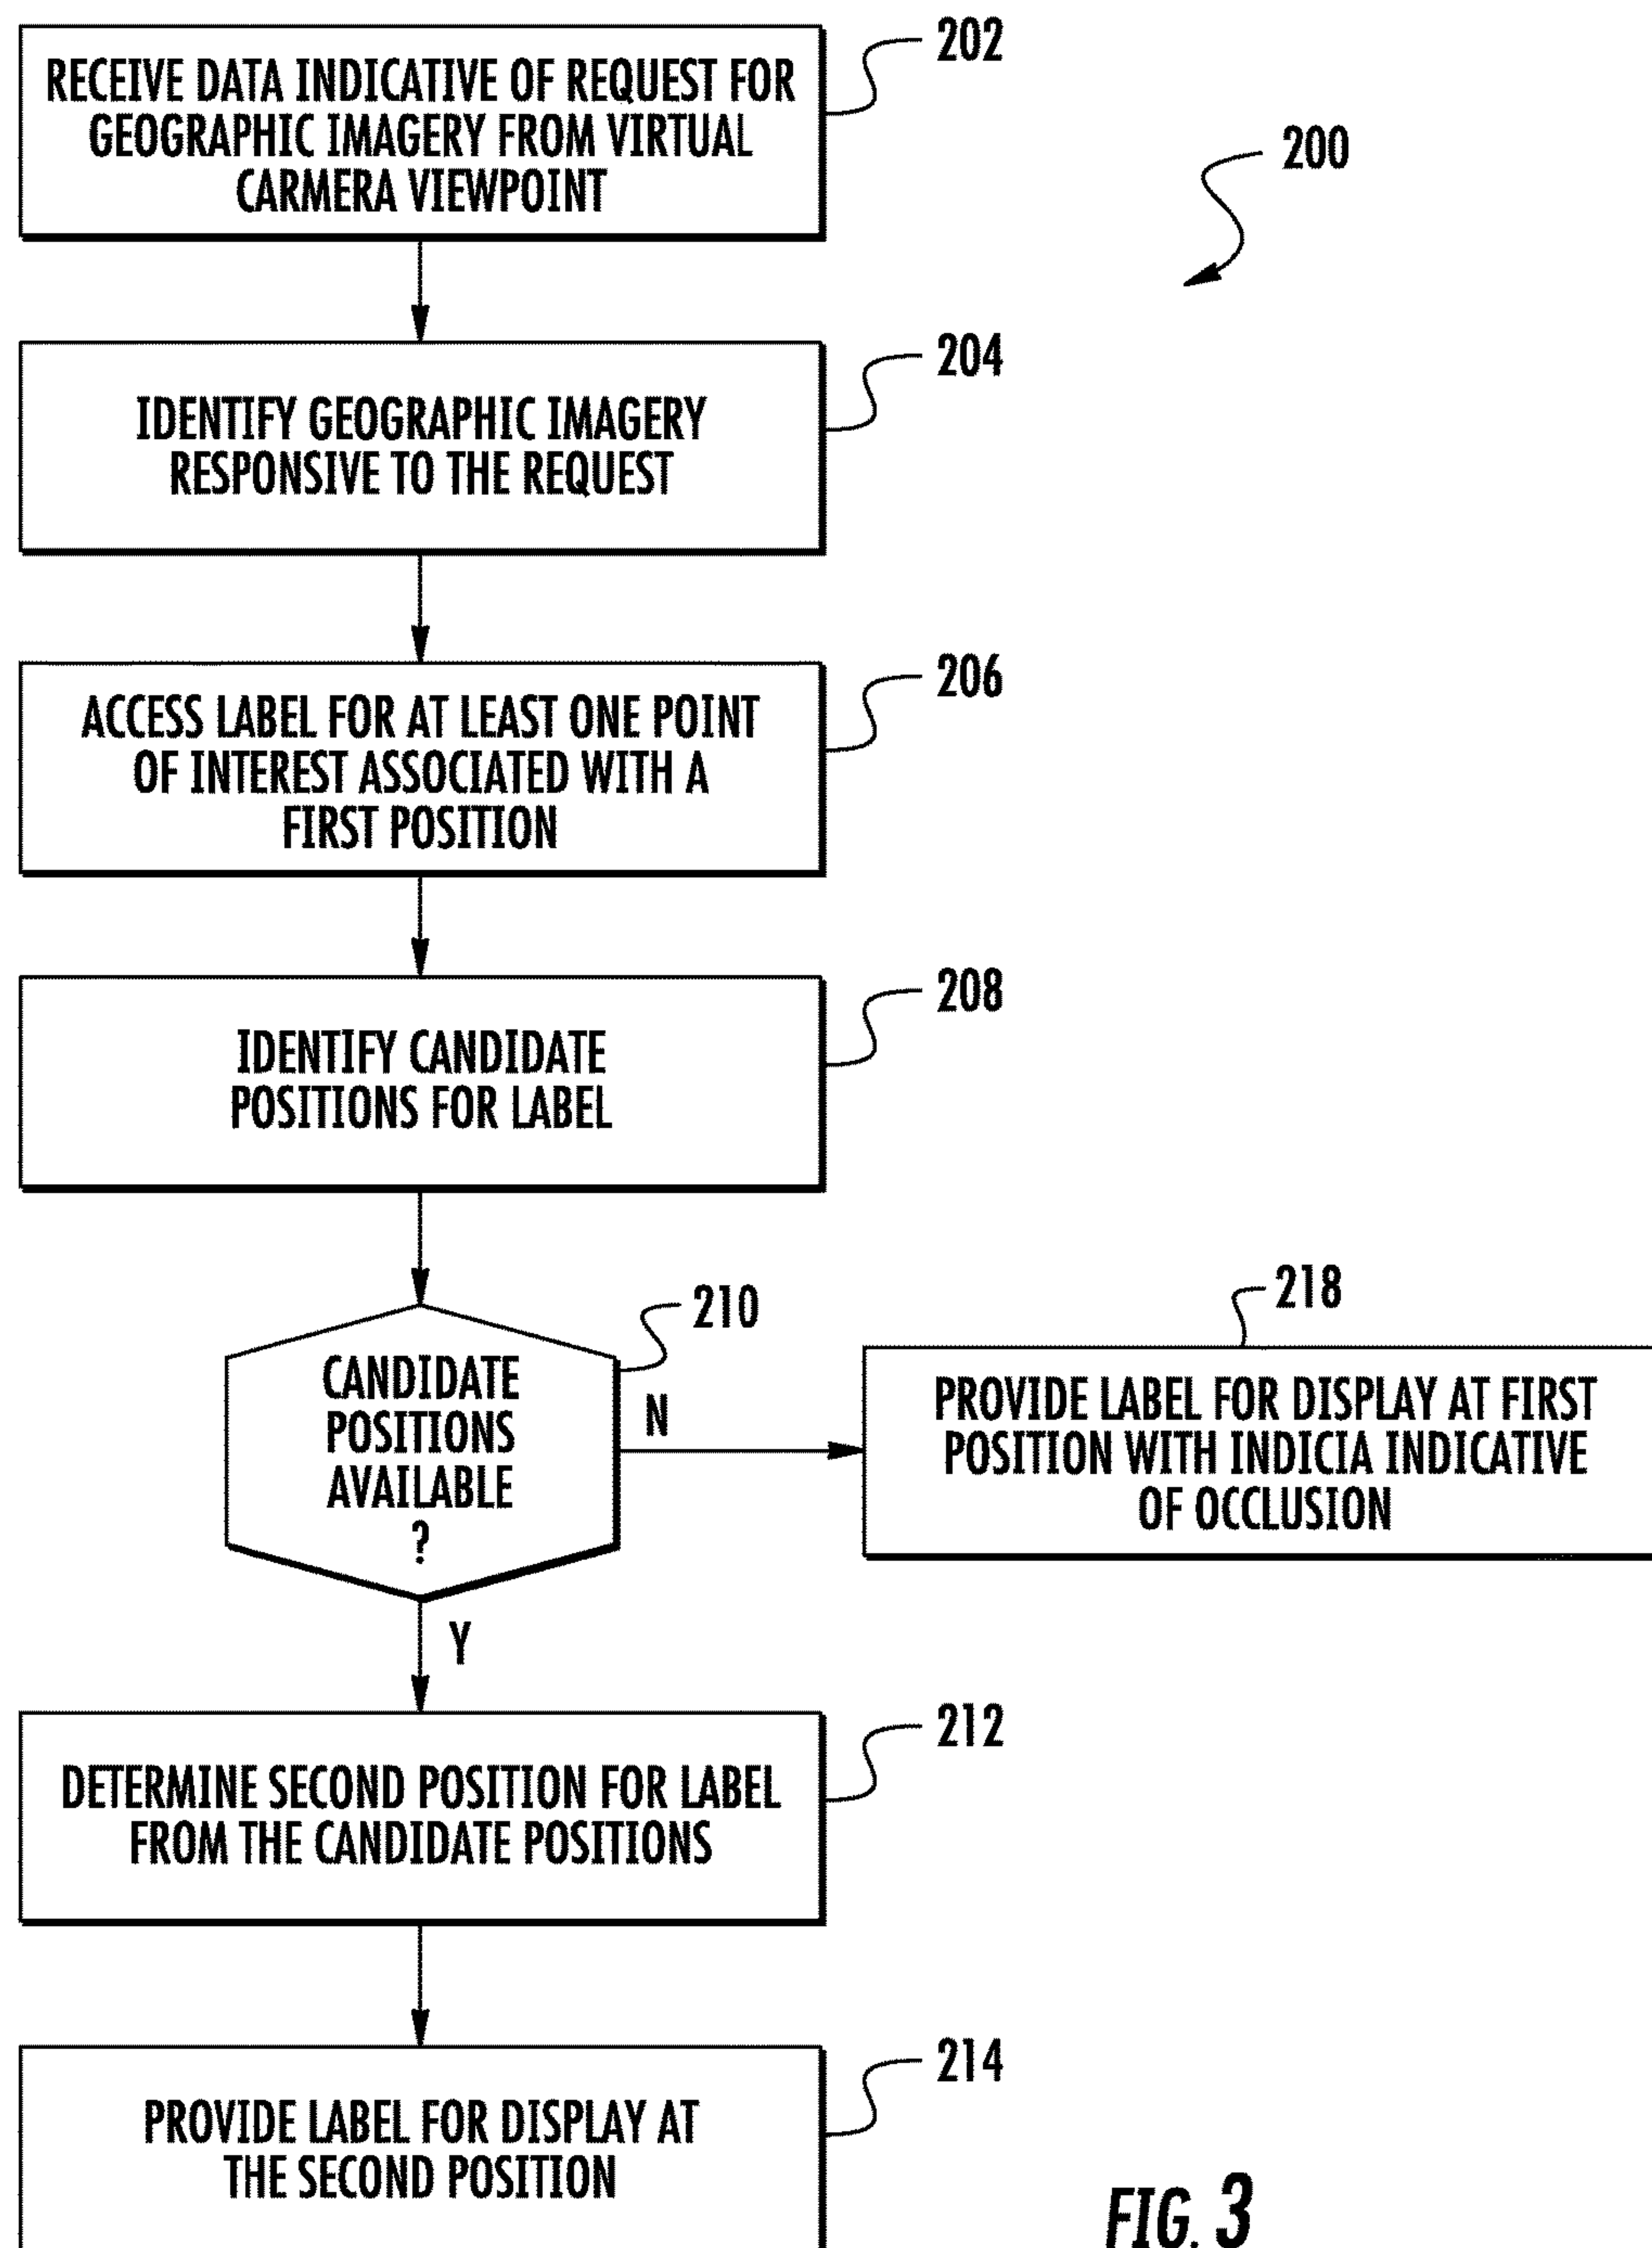 202
RECEIVE DATA INDICATIVE OF REQUEST FOR
GEOGRAPHIC IMAGERY FROM VIRTUAL
CARMERA VIEWPOINT
200
204
IDENTIFY GEOGRAPHIC IMAGERY
RESPONSIVE TO THE REQUEST
206
ACCESS LABEL FOR AT LEAST ONE POINT
OF INTEREST ASSOCIATED WITH A
FIRST POSITION
208
IDENTIFY CANDIDATE
POSITIONS FOR LABEL
210
CANDIDATE
POSITIONS
AVAILABLE
?
N
218
PROVIDE LABEL FOR DISPLAY AT FIRST
POSITION WITH INDICIA INDICATIVE
OF OCCLUSION
Y
212
DETERMINE SECOND POSITION FOR LABEL
FROM THE CANDIDATE POSITIONS
214
PROVIDE LABEL FOR DISPLAY AT
THE SECOND POSITION
FIG. 3